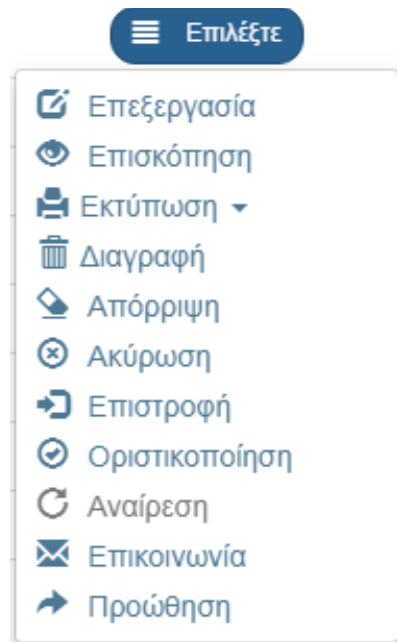 Επιλέξτε
Επεξεργασία
Επισκόπηση
Εκτύπωση
Διαγραφή
Απόρριψη
Ακύρωση
Επιστροφή
Οριστικοποίηση
Αναίρεση
Επικοινωνία
Προώθηση